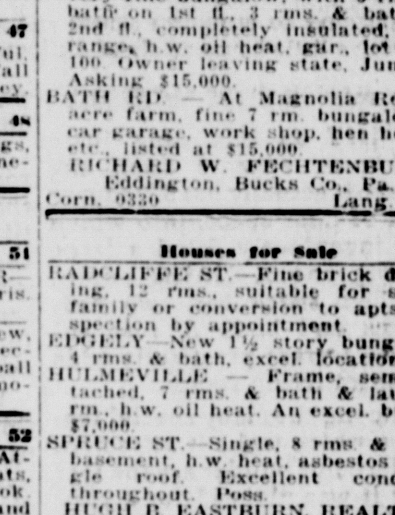 bath on 1st fl., 3 rms. & bat
2nd fl., completely insulated,
range, h.w. oil heat, gar., lot
100. Owner leaving state, Jun
Asking $15,000.
BATH RD. — At Magnolia
acre farm, fine 7 rm. bungal
car garage, work shop, hen h
etc., listed at $15,000.
RICHARD W. FECHTENBU
Eddington, Bucks Co., Pa.
Corn. 0330 Lang.
Houses for Sale
RADCLIFFE ST.—Fine brick d
ing, 12 rms., suitable for
family or conversion to apts
spection by appointment.
EDGELY—New 1½ story bung
4 rms. & bath, excel. location
HULMEVILLE — Frame, sem
tached, 7 rms. & bath & la
rm., h.w. oil heat. An excel. b
$7,000.
SPRUCE ST.—Single, 8 rms. &
basement, h.w. heat, asbestos
gle roof. Excellent cond
throughout. Poss.
HUGH B. EASTBURN, REALT
47
48
51
52